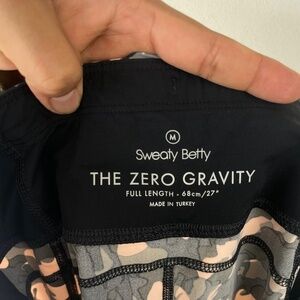 M
Sweaty Betty
THE ZERO GRAVITY
FULL LENGTH • 68cm/27"
MADE IN TURKEY